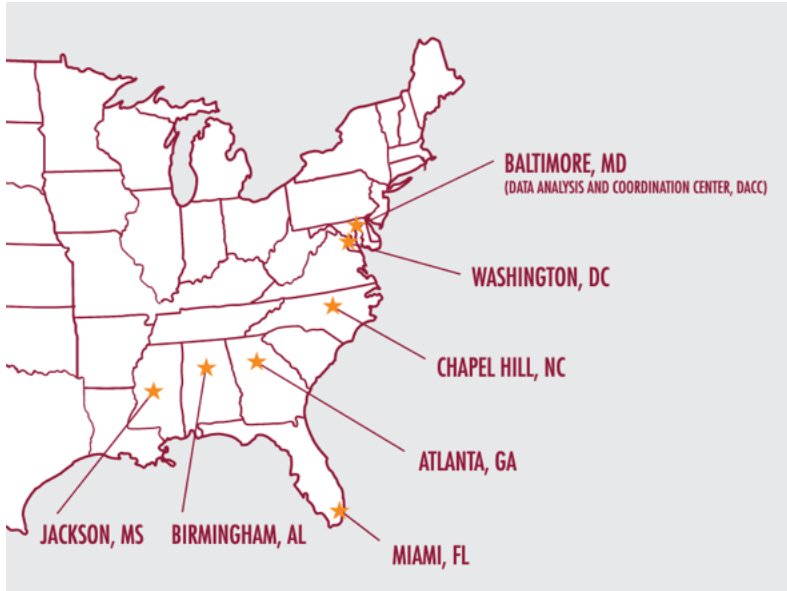 BALTIMORE, MD
(DATA ANALYSIS AND COORDINATION CENTER, DACC)
WASHINGTON, DC
CHAPEL HILL, NC
ATLANTA, GA
JACKSON, MS
BIRMINGHAM, AL
MIAMI, FL